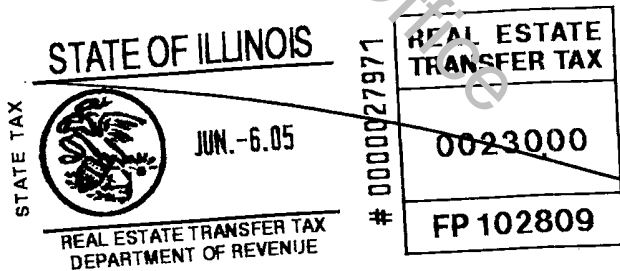 STATE OF ILLINOIS
STATE TAX
JUN.-6.05
REAL ESTATE TRANSFER TAX
DEPARTMENT OF REVENUE
# 0000027971
REAL ESTATE
TRANSFER TAX
0023000
FP 102809
Office